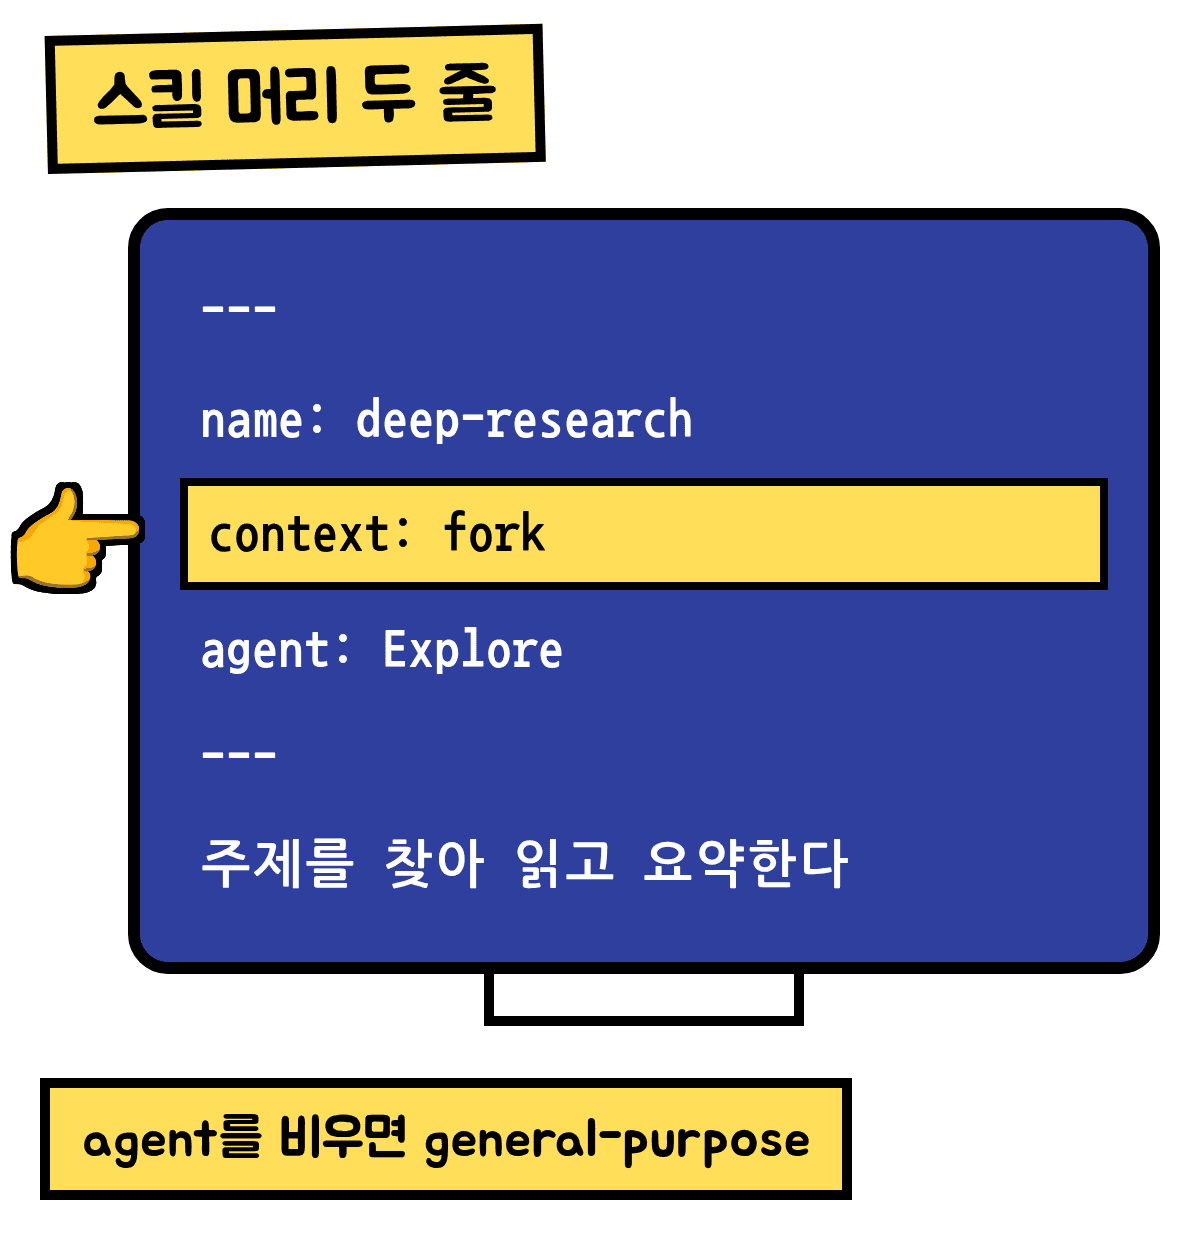 스킬 머리 두 줄
---
name: deep-research
context: fork
agent: Explore
---
주제를 찾아 읽고 요약한다
agent를 비우면 general-purpose